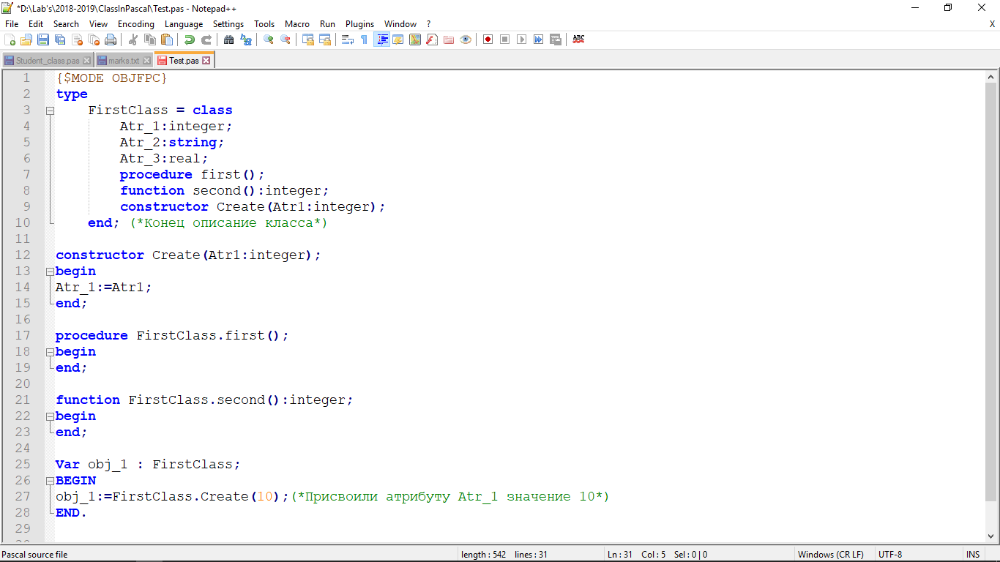 *D:\Lab's\2018-2019\ClassInPascal\Test.pas - Notepad++
File Edit Search View Encoding Language Settings Tools Macro Run Plugins Window ? X
ABC
Student_class.pas marks.txt Test.pas
1 {$MODE OBJFPC}
2 type
3 FirstClass = class
4 Atr_1:integer;
5 Atr_2:string;
6 Atr_3:real;
7 procedure first();
8 function second():integer;
9 constructor Create(Atr1:integer);
10 end; (*Конец описание класса*)
11
12 constructor Create(Atr1:integer);
13 begin
14 Atr_1:=Atr1;
15 end;
16
17 procedure FirstClass.first();
18 begin
19 end;
20
21 function FirstClass.second():integer;
22 begin
23 end;
24
25 Var obj_1 : FirstClass;
26 BEGIN
27 obj_1:=FirstClass.Create(10);(*Присвоили атрибуту Atr_1 значение 10*)
28 END.
29
Pascal source file length : 542 lines : 31 Ln : 31 Col : 5 Sel : 0 | 0 Windows (CR LF) UTF-8 INS